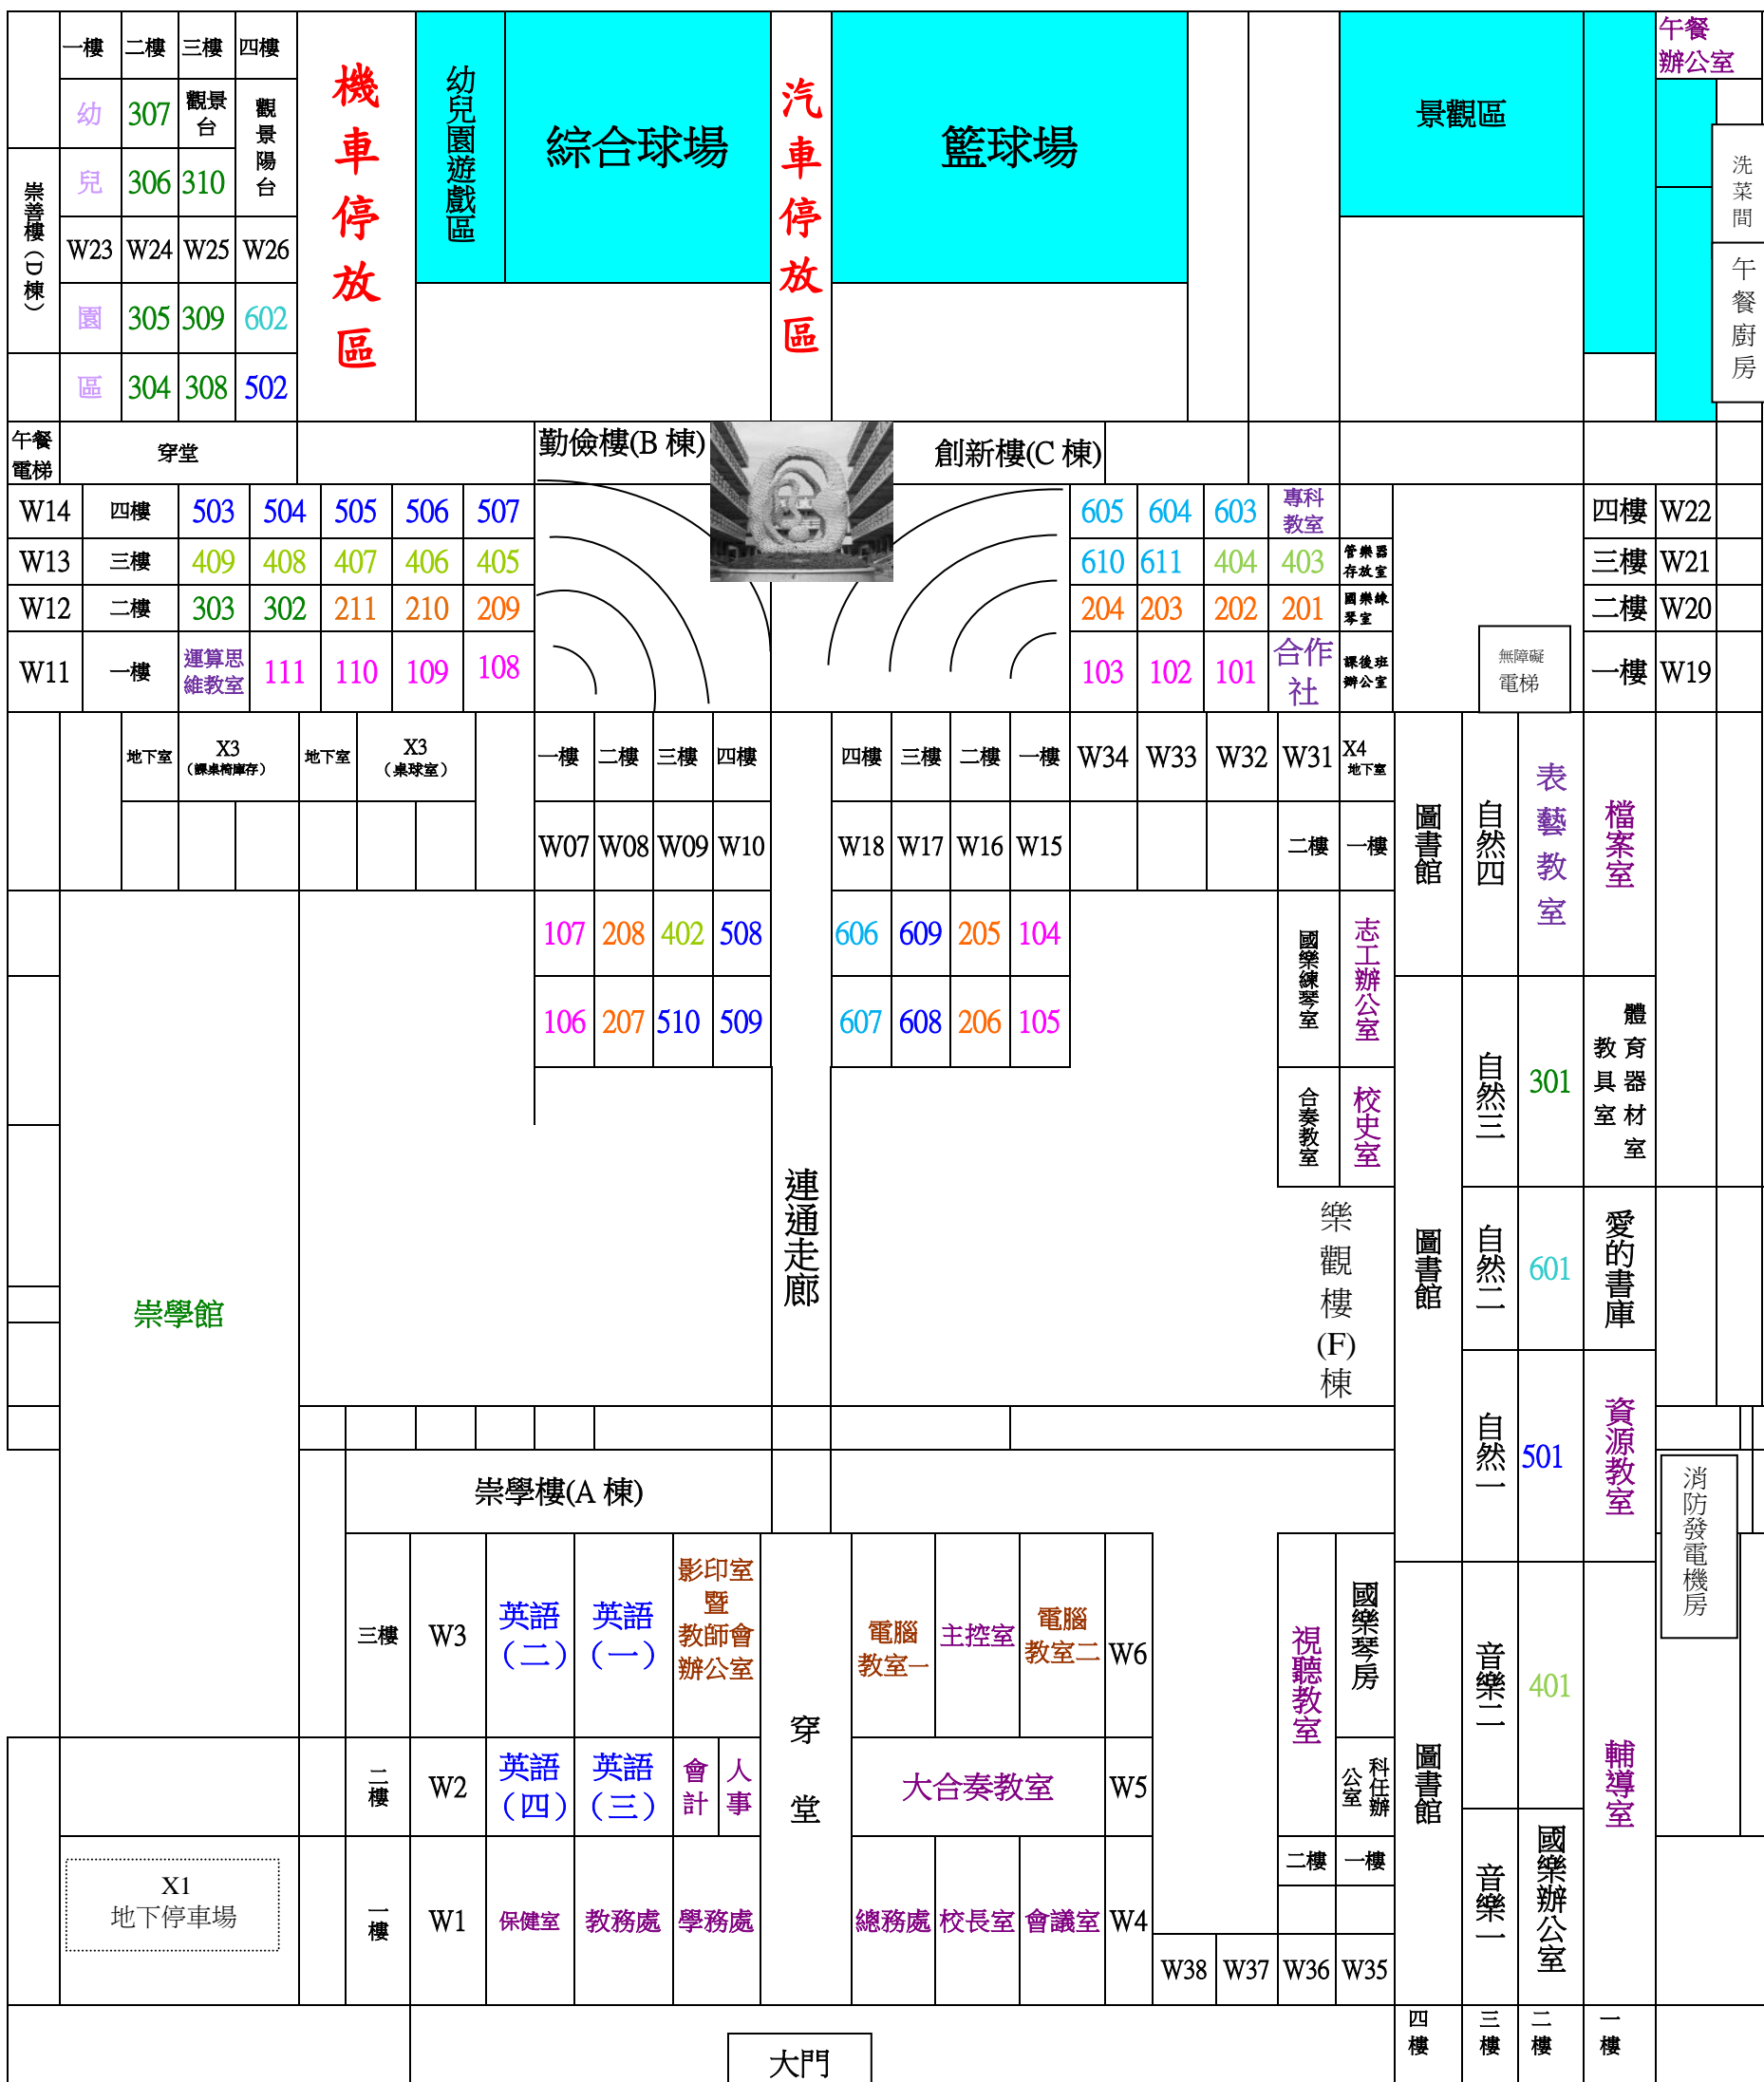 一樓 二樓 三樓 四樓
幼 307 觀景台 觀景陽台
兒 306 310
崇善樓（D棟）
W23 W24 W25 W26
園 305 309 602
區 304 308 502
機車停放區
幼兒園遊戲區
綜合球場
汽車停放區
籃球場
景觀區
午餐
辦公室
洗菜間
午餐廚房
午餐
電梯
穿堂
勤儉樓(B 棟)
創新樓(C 棟)
W14 四樓 503 504 505 506 507
W13 三樓 409 408 407 406 405
W12 二樓 303 302 211 210 209
W11 一樓 運算思維教室 111 110 109 108
605 604 603 專科教室
610 611 404 403 管樂器存放室
204 203 202 201 國樂練琴室
103 102 101 合作社 課後班辦公室
無障礙
電梯
四樓 W22
三樓 W21
二樓 W20
一樓 W19
地下室 X3（課桌椅庫存） 地下室 X3（桌球室）
一樓 二樓 三樓 四樓
W07 W08 W09 W10
107 208 402 508
106 207 510 509
四樓 三樓 二樓 一樓
W18 W17 W16 W15
606 609 205 104
607 608 206 105
W34 W33 W32 W31 X4 地下室
二樓 一樓
國樂練琴室 志工辦公室
合奏教室 校史室
樂觀樓(F)棟
連通走廊
崇學館
圖書館 自然四 表藝教室 檔案室
圖書館 自然三 301 體育器材室 教具室
自然二 601 愛的書庫
自然一 501 資源教室
圖書館 音樂二 401 輔導室
音樂一 國樂辦公室
四樓 三樓 二樓 一樓
消防發電機房
崇學樓(A 棟)
三樓 W3 英語（二） 英語（一） 影印室暨教師會辦公室
二樓 W2 英語（四） 英語（三） 會計 人事
一樓 W1 保健室 教務處 學務處
穿堂
電腦教室一 主控室 電腦教室二 W6
大合奏教室 W5
總務處 校長室 會議室 W4
視聽教室 國樂琴房
科任辦公室
二樓 一樓
W38 W37 W36 W35
X1
地下停車場
大門